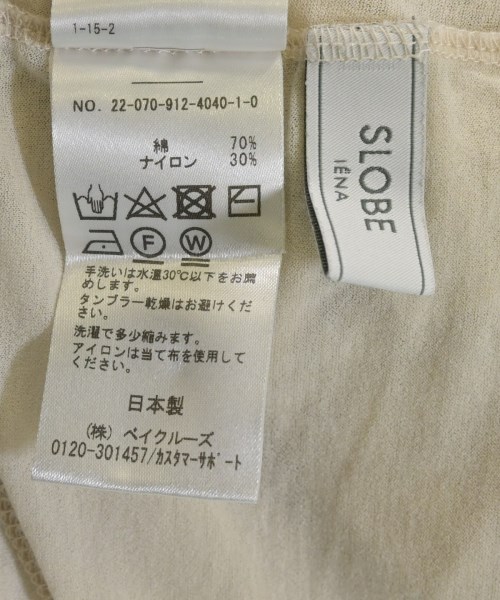 1-15-2
NO. 22-070-912-4040-1-0
綿 70%
ナイロン 30%
F W
手洗いは水温30℃以下をお薦
めします。
タンブラー乾燥はお避けくださ
い。
洗濯で多少縮みます。
アイロンは当て布を使用して
ください。
日本製
(株) ベイクルーズ
0120-301457/カスタマーサポート
SLOBE
IÉNA